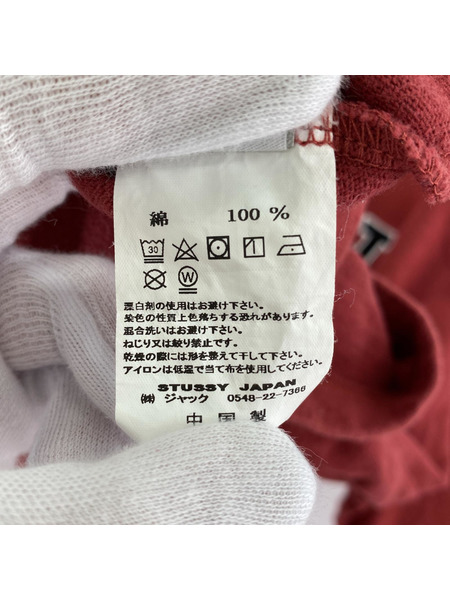 綿 100 %
30
W
漂白剤の使用はお避け下さい。
染色の性質上色落ちする恐れがあります。
混合洗いはお避け下さい。
ねじり又は絞り禁止です。
乾燥の際には形を整えて干して下さい。
アイロンは低温で当て布を使用してください。
STUSSY JAPAN
㈱ ジャック 0548-22-7366
中国製